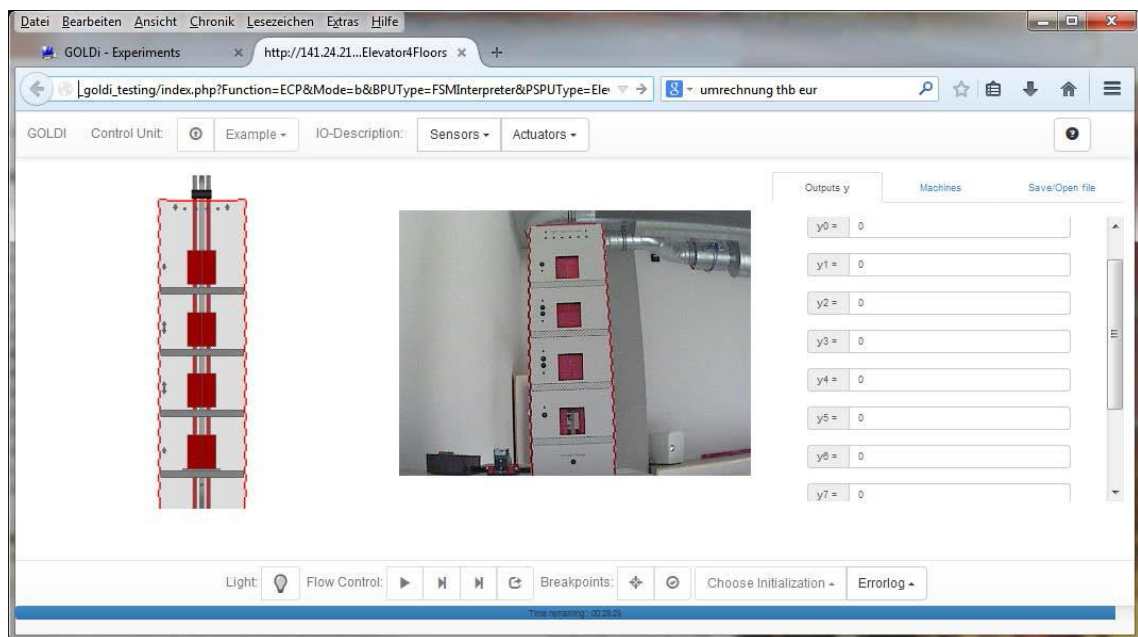 Datei Bearbeiten Ansicht Chronik Lesezeichen Extras Hilfe
GOLDi - Experiments × http://141.24.21...Elevator4Floors × +
_goldi_testing/index.php?Function=ECP&Mode=b&BPUType=FSMInterpreter&PSPUType=Ele 8 umrechnung thb eur
GOLDI Control Unit: Example IO-Description: Sensors Actuators ?
Outputs y Machines Save/Open file
y0 = 0
y1 = 0
y2 = 0
y3 = 0
y4 = 0
y5 = 0
y6 = 0
y7 = 0
Light: Flow Control: Breakpoints: Choose Initialization Errorlog
Time remaining: 00:29:29